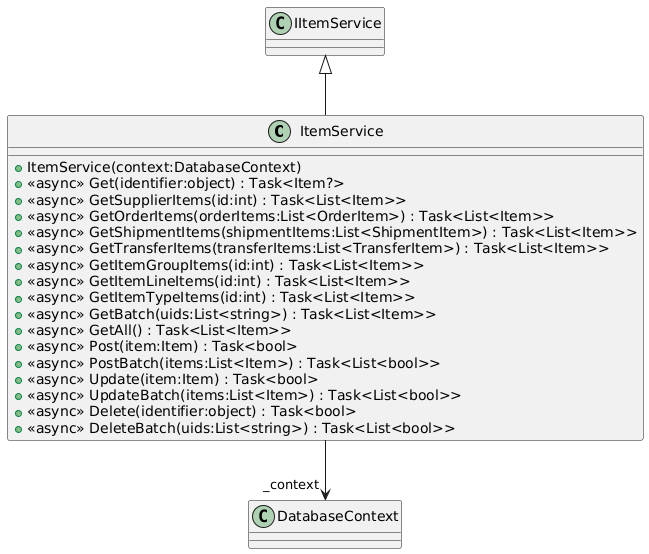 C IItemService
C ItemService
ItemService(context:DatabaseContext)
«async» Get(identifier:object) : Task<Item?>
«async» GetSupplierItems(id:int) : Task<List<Item>>
«async» GetOrderItems(orderItems:List<OrderItem>) : Task<List<Item>>
«async» GetShipmentItems(shipmentItems:List<ShipmentItem>) : Task<List<Item>>
«async» GetTransferItems(transferItems:List<TransferItem>) : Task<List<Item>>
«async» GetItemGroupItems(id:int) : Task<List<Item>>
«async» GetItemLineItems(id:int) : Task<List<Item>>
«async» GetItemTypeItems(id:int) : Task<List<Item>>
«async» GetBatch(uids:List<string>) : Task<List<Item>>
«async» GetAll() : Task<List<Item>>
«async» Post(item:Item) : Task<bool>
«async» PostBatch(items:List<Item>) : Task<List<bool>>
«async» Update(item:Item) : Task<bool>
«async» UpdateBatch(items:List<Item>) : Task<List<bool>>
«async» Delete(identifier:object) : Task<bool>
«async» DeleteBatch(uids:List<string>) : Task<List<bool>>
_context
C DatabaseContext